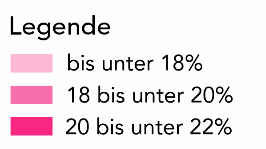 Legende
bis unter 18%
18 bis unter 20%
20 bis unter 22%